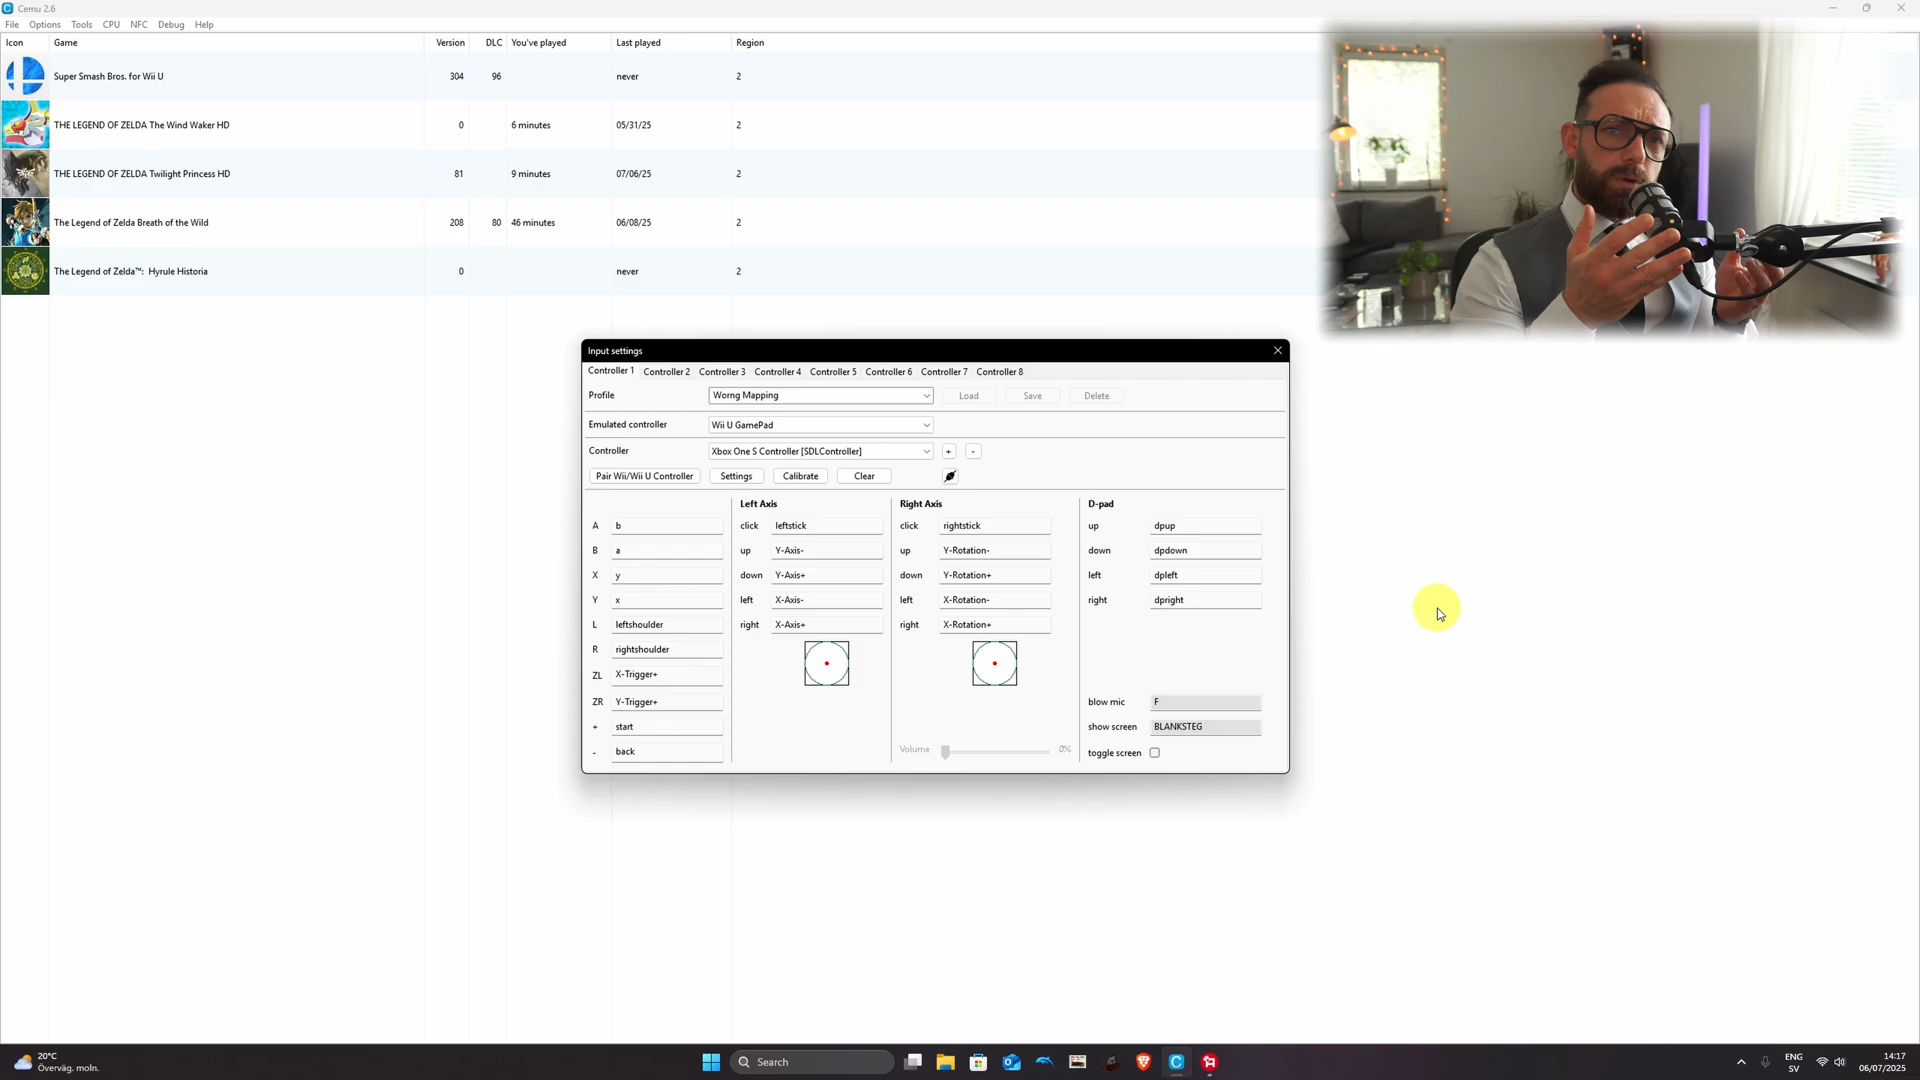 Cemu 2.6
File Options Tools CPU NFC Debug Help
Icon Game Version DLC You've played Last played Region
Super Smash Bros. for Wii U 304 96 never 2
THE LEGEND OF ZELDA The Wind Waker HD 0 6 minutes 05/31/25 2
THE LEGEND OF ZELDA Twilight Princess HD 81 9 minutes 07/06/25 2
The Legend of Zelda Breath of the Wild 208 80 46 minutes 06/08/25 2
The Legend of Zelda™: Hyrule Historia 0 never 2
Input settings
Controller 1 Controller 2 Controller 3 Controller 4 Controller 5 Controller 6 Controller 7 Controller 8
Profile Worng Mapping Load Save Delete
Emulated controller Wii U GamePad
Controller Xbox One S Controller [SDLController] + -
Pair Wii/Wii U Controller Settings Calibrate Clear
Left Axis Right Axis D-pad
A b click leftstick click rightstick up dpup
B a up Y-Axis- up Y-Rotation- down dpdown
X y down Y-Axis+ down Y-Rotation+ left dpleft
Y x left X-Axis- left X-Rotation- right dpright
L leftshoulder right X-Axis+ right X-Rotation+
R rightshoulder
ZL X-Trigger+
ZR Y-Trigger+ blow mic F
+ start show screen BLANKSTEG
- back Volume 0% toggle screen
20°C
Överväg. moln.
Search
ENG
SV
14:17
06/07/2025